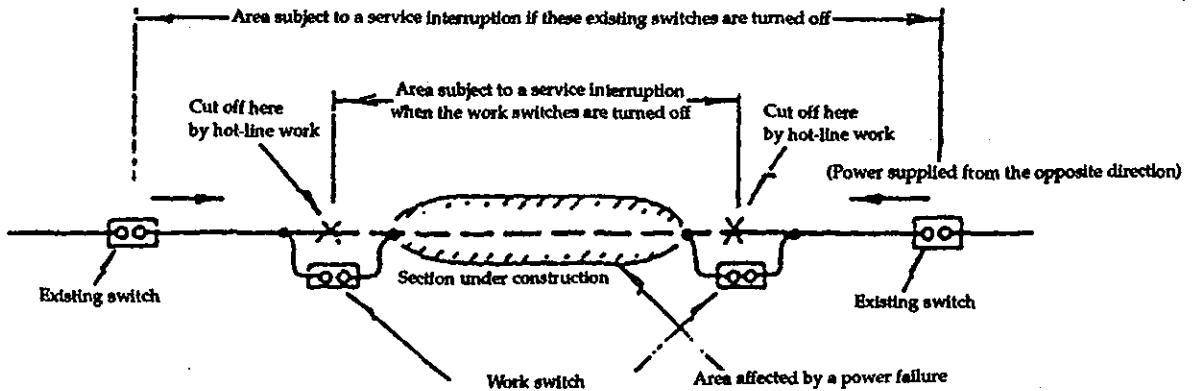 Area subject to a service interruption if these existing switches are turned off
Area subject to a service interruption
when the work switches are turned off
Cut off here
by hot-line work
Cut off here
by hot-line work
(Power supplied from the opposite direction)
Existing switch
Section under construction
Existing switch
Work switch
Area affected by a power failure